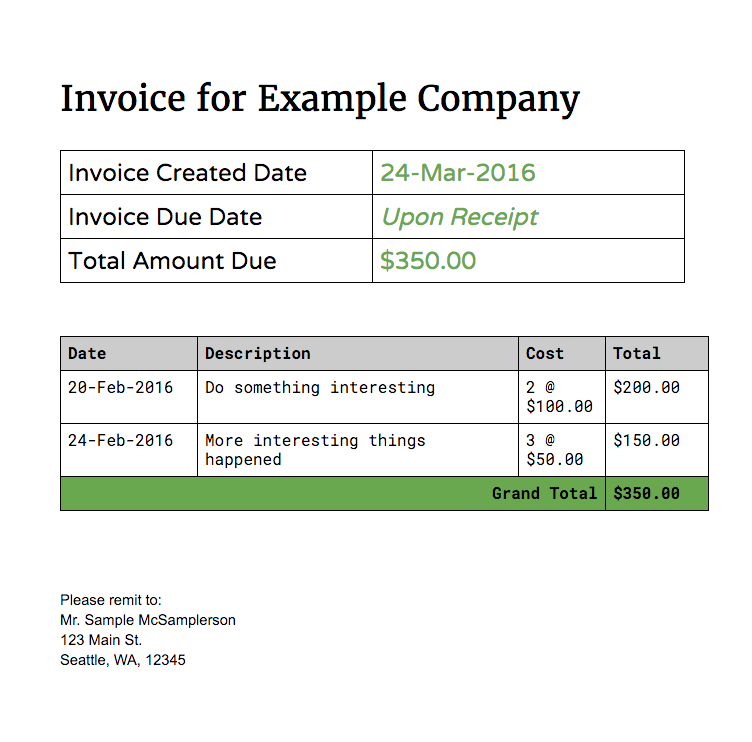 Invoice for Example Company
Invoice Created Date 24-Mar-2016
Invoice Due Date Upon Receipt
Total Amount Due $350.00
Date Description Cost Total
20-Feb-2016 Do something interesting 2 @ $200.00
$100.00
24-Feb-2016 More interesting things 3 @ $150.00
happened $50.00
Grand Total $350.00
Please remit to:
Mr. Sample McSamplerson
123 Main St.
Seattle, WA, 12345